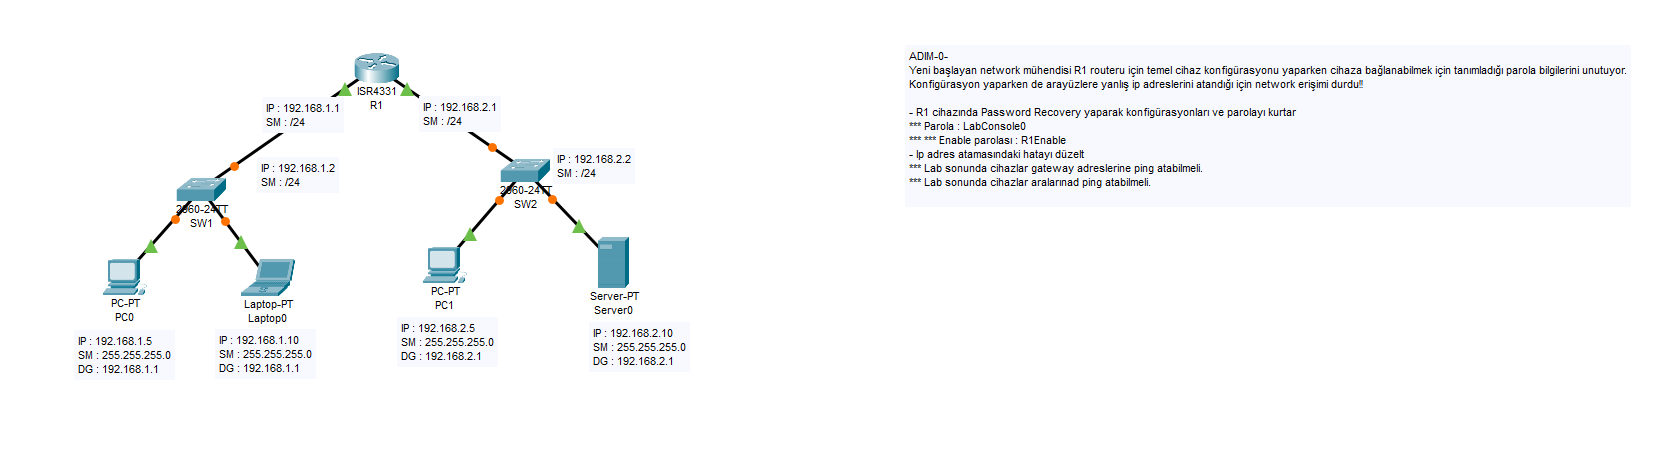 ISR4331
R1
IP : 192.168.1.1
SM : /24
IP : 192.168.2.1
SM : /24
IP : 192.168.1.2
SM : /24
IP : 192.168.2.2
SM : /24
2960-24TT
SW1
2960-24TT
SW2
PC-PT
PC0
Laptop-PT
Laptop0
PC-PT
PC1
Server-PT
Server0
IP : 192.168.1.5
SM : 255.255.255.0
DG : 192.168.1.1
IP : 192.168.1.10
SM : 255.255.255.0
DG : 192.168.1.1
IP : 192.168.2.5
SM : 255.255.255.0
DG : 192.168.2.1
IP : 192.168.2.10
SM : 255.255.255.0
DG : 192.168.2.1
ADIM-0-
Yeni başlayan network mühendisi R1 routeru için temel cihaz konfigürasyonu yaparken cihaza bağlanabilmek için tanımladığı parola bilgilerini unutuyor.
Konfigürasyon yaparken de arayüzlere yanlış ip adreslerini atandığı için network erişimi durdu!!
- R1 cihazında Password Recovery yaparak konfigürasyonları ve parolayı kurtar
*** Parola : LabConsole0
*** *** Enable parolası : R1Enable
- Ip adres atamasındaki hatayı düzelt
*** Lab sonunda cihazlar gateway adreslerine ping atabilmeli.
*** Lab sonunda cihazlar aralarınad ping atabilmeli.